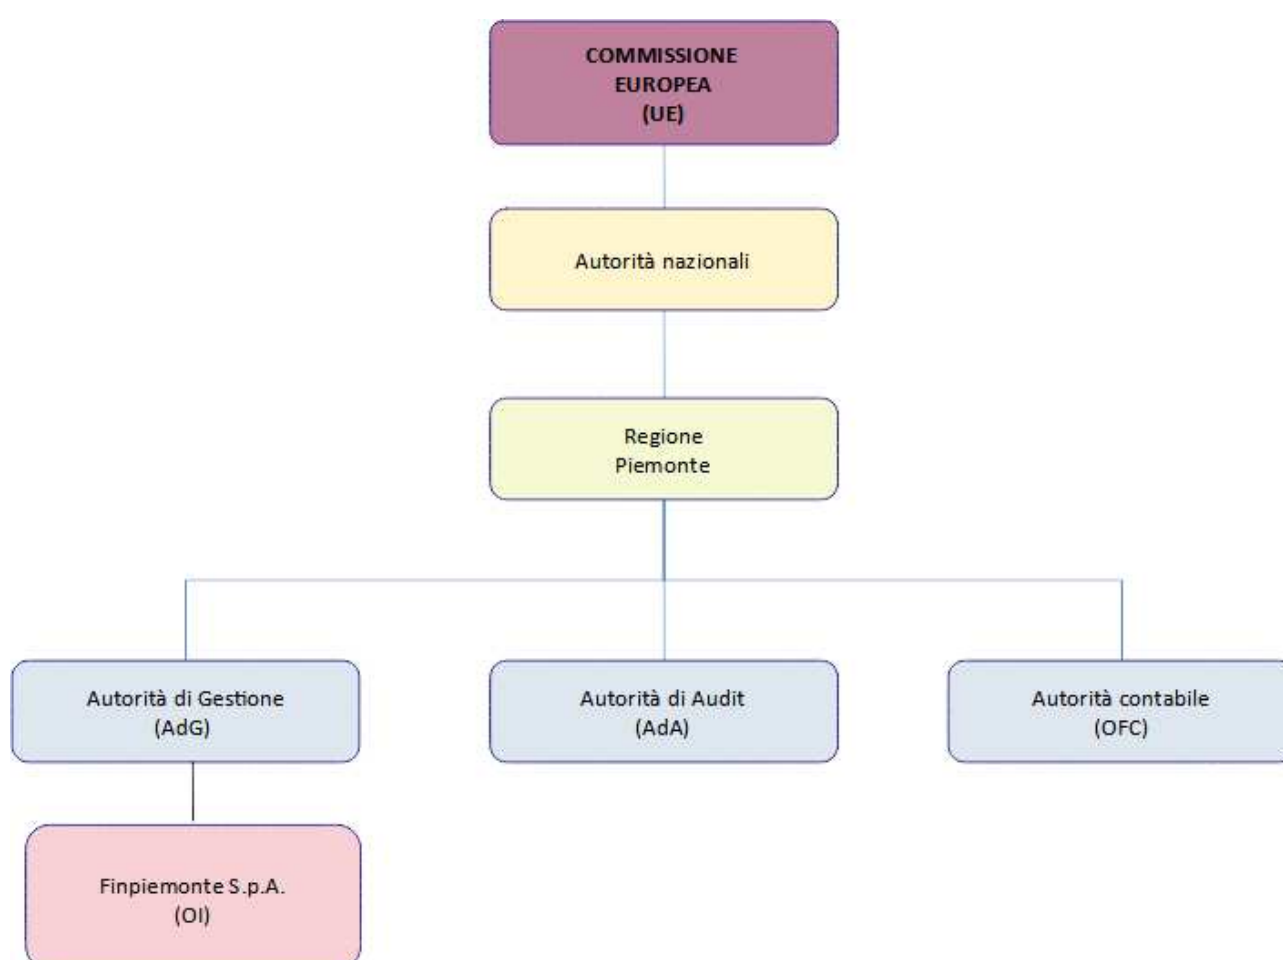 COMMISSIONE
EUROPEA
(UE)
Autorità nazionali
Regione
Piemonte
Autorità di Gestione
(AdG)
Autorità di Audit
(AdA)
Autorità contabile
(OFC)
Finpiemonte S.p.A.
(OI)